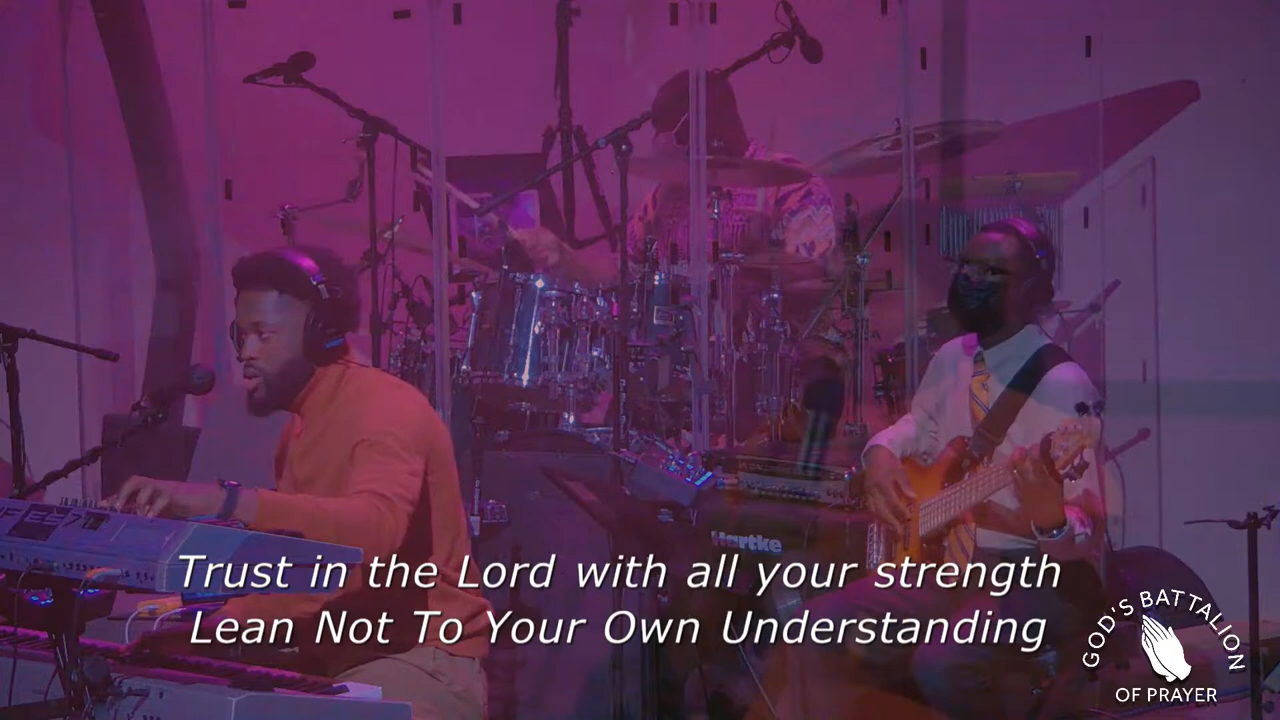 Trust in the Lord with all your strength
Lean Not To Your Own Understanding
Hartke
GOD'S BATTALION
OF PRAYER